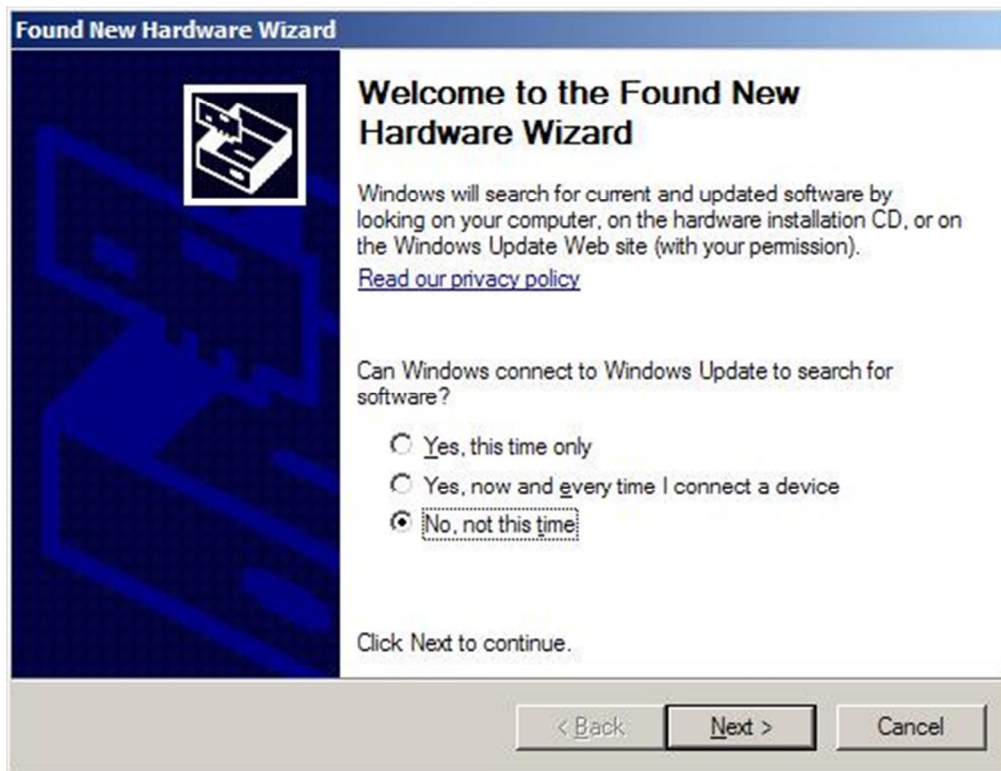 Found New Hardware Wizard
Welcome to the Found New
Hardware Wizard
Windows will search for current and updated software by
looking on your computer, on the hardware installation CD, or on
the Windows Update Web site (with your permission).
Read our privacy policy
Can Windows connect to Windows Update to search for
software?
Yes, this time only
Yes, now and every time I connect a device
No, not this time
Click Next to continue.
< Back
Next >
Cancel